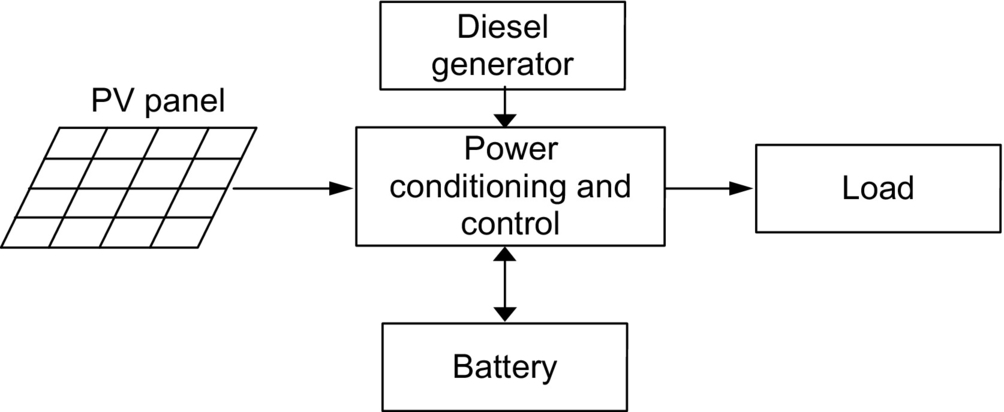 Diesel
generator
PV panel
Power
conditioning and
control
Load
Battery